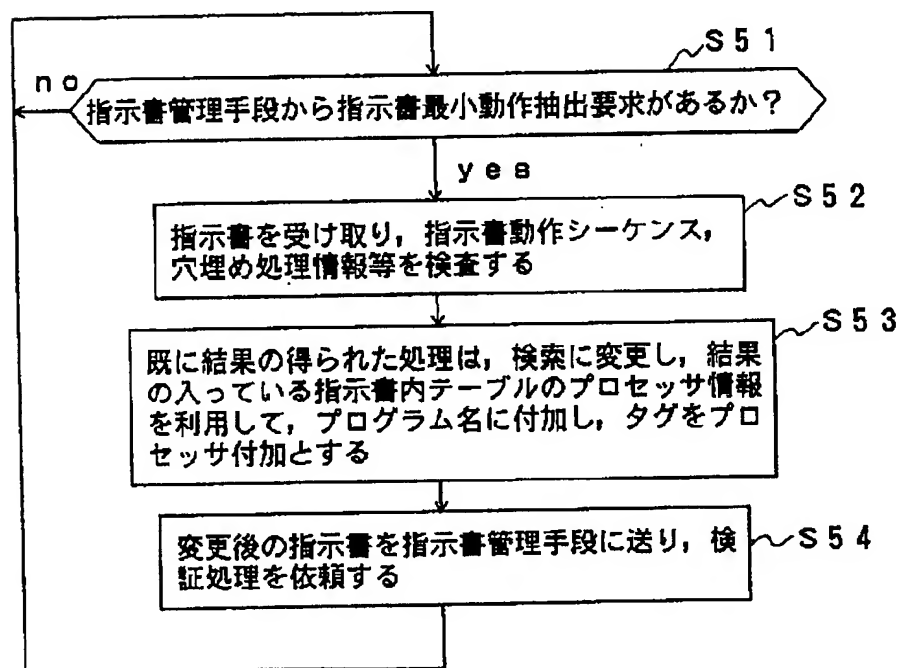 S51
no
指示書管理手段から指示書最小動作抽出要求があるか？
yes
S52
指示書を受け取り，指示書動作シーケンス，
穴埋め処理情報等を検査する
S53
既に結果の得られた処理は，検索に変更し，結果
の入っている指示書内テーブルのプロセッサ情報
を利用して，プログラム名に付加し，タグをプロ
セッサ付加とする
変更後の指示書を指示書管理手段に送り，検
証処理を依頼する
S54